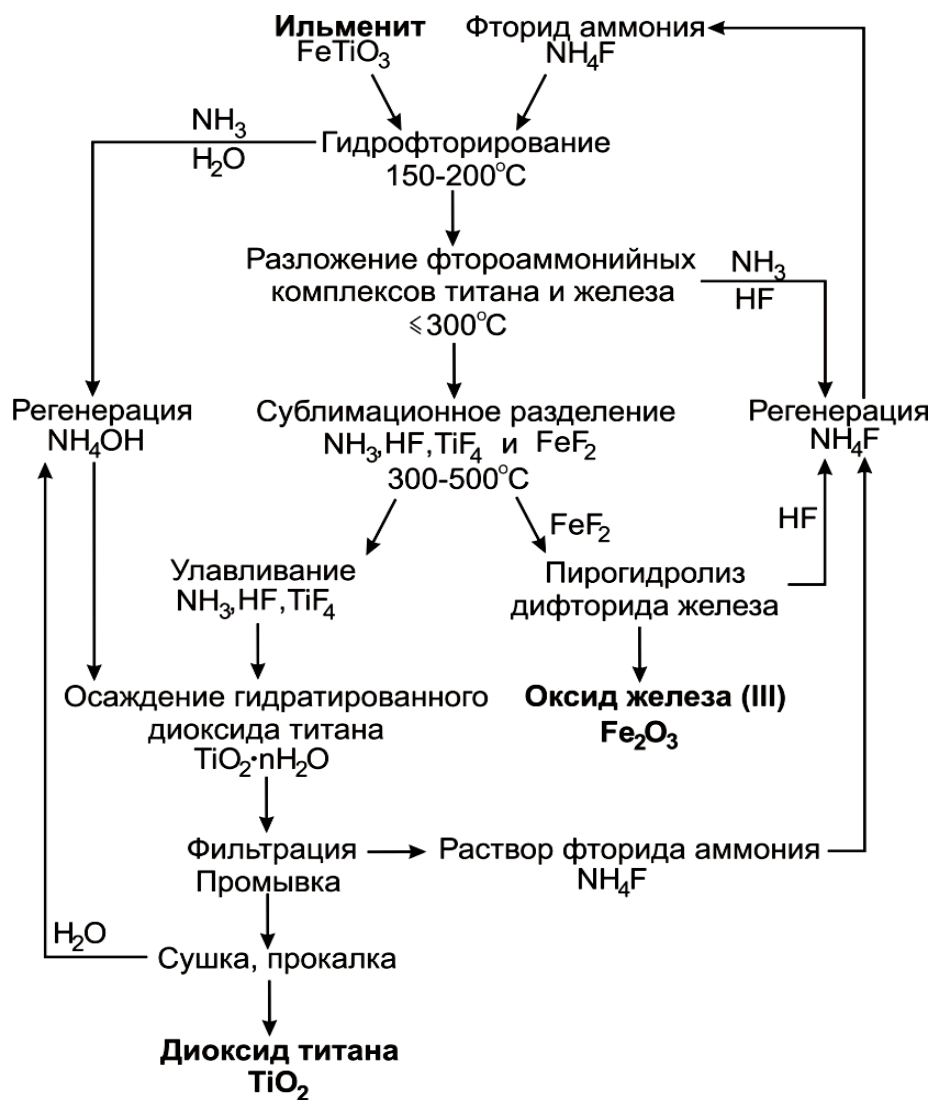 Ильменит
FeTiO₃
Фторид аммония
NH₄F
NH₃
H₂O
Гидрофторирование
150-200°C
Разложение фтороаммонийных
комплексов титана и железа
⩽300°C
NH₃
HF
Регенерация
NH₄OH
Сублимационное разделение
NH₃,HF,TiF₄ и FeF₂
300-500°C
Регенерация
NH₄F
FeF₂
HF
Улавливание
NH₃,HF,TiF₄
Пирогидролиз
дифторида железа
Осаждение гидратированного
диоксида титана
TiO₂·nH₂O
Оксид железа (III)
Fe₂O₃
Фильтрация
Промывка
Раствор фторида аммония
NH₄F
H₂O
Сушка, прокалка
Диоксид титана
TiO₂